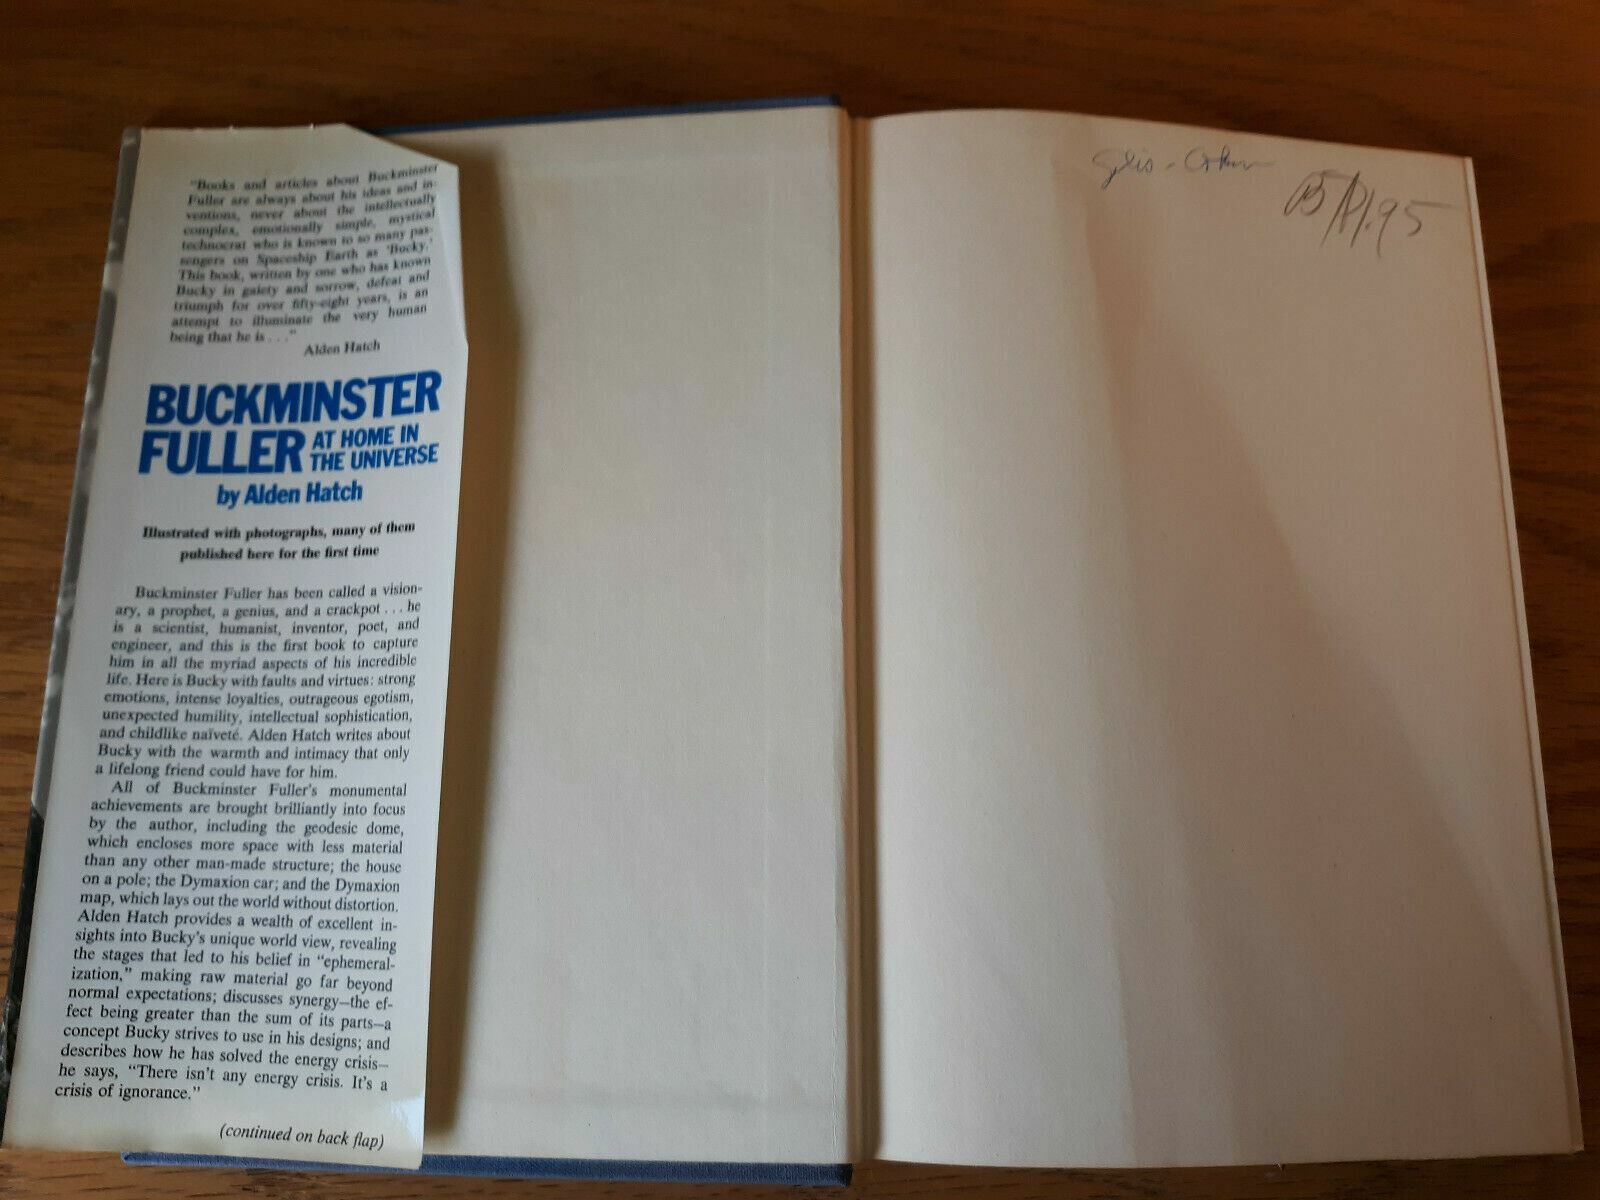 "Books and articles about Buckminster
Fuller are always about his ideas and in-
ventions, never about the intellectually
complex, emotionally simple, mystical
technocrat who is known to so many pas-
sengers on Spaceship Earth as 'Bucky.'
This book, written by one who has known
Bucky in gaiety and sorrow, defeat and
triumph for over fifty-eight years, is an
attempt to illuminate the very human
being that he is . . ."
Alden Hatch
BUCKMINSTER
FULLER AT HOME IN
THE UNIVERSE
by Alden Hatch
Illustrated with photographs, many of them
published here for the first time
Buckminster Fuller has been called a vision-
ary, a prophet, a genius, and a crackpot . . . he
is a scientist, humanist, inventor, poet, and
engineer, and this is the first book to capture
him in all the myriad aspects of his incredible
life. Here is Bucky with faults and virtues: strong
emotions, intense loyalties, outrageous egotism,
unexpected humility, intellectual sophistication,
and childlike naïveté. Alden Hatch writes about
Bucky with the warmth and intimacy that only
a lifelong friend could have for him.
All of Buckminster Fuller's monumental
achievements are brought brilliantly into focus
by the author, including the geodesic dome,
which encloses more space with less material
than any other man-made structure; the house
on a pole; the Dymaxion car; and the Dymaxion
map, which lays out the world without distortion.
Alden Hatch provides a wealth of excellent in-
sights into Bucky's unique world view, revealing
the stages that led to his belief in "ephemeral-
ization," making raw material go far beyond
normal expectations; discusses synergy—the ef-
fect being greater than the sum of its parts—a
concept Bucky strives to use in his designs; and
describes how he has solved the energy crisis—
he says, "There isn't any energy crisis. It's a
crisis of ignorance."
(continued on back flap)